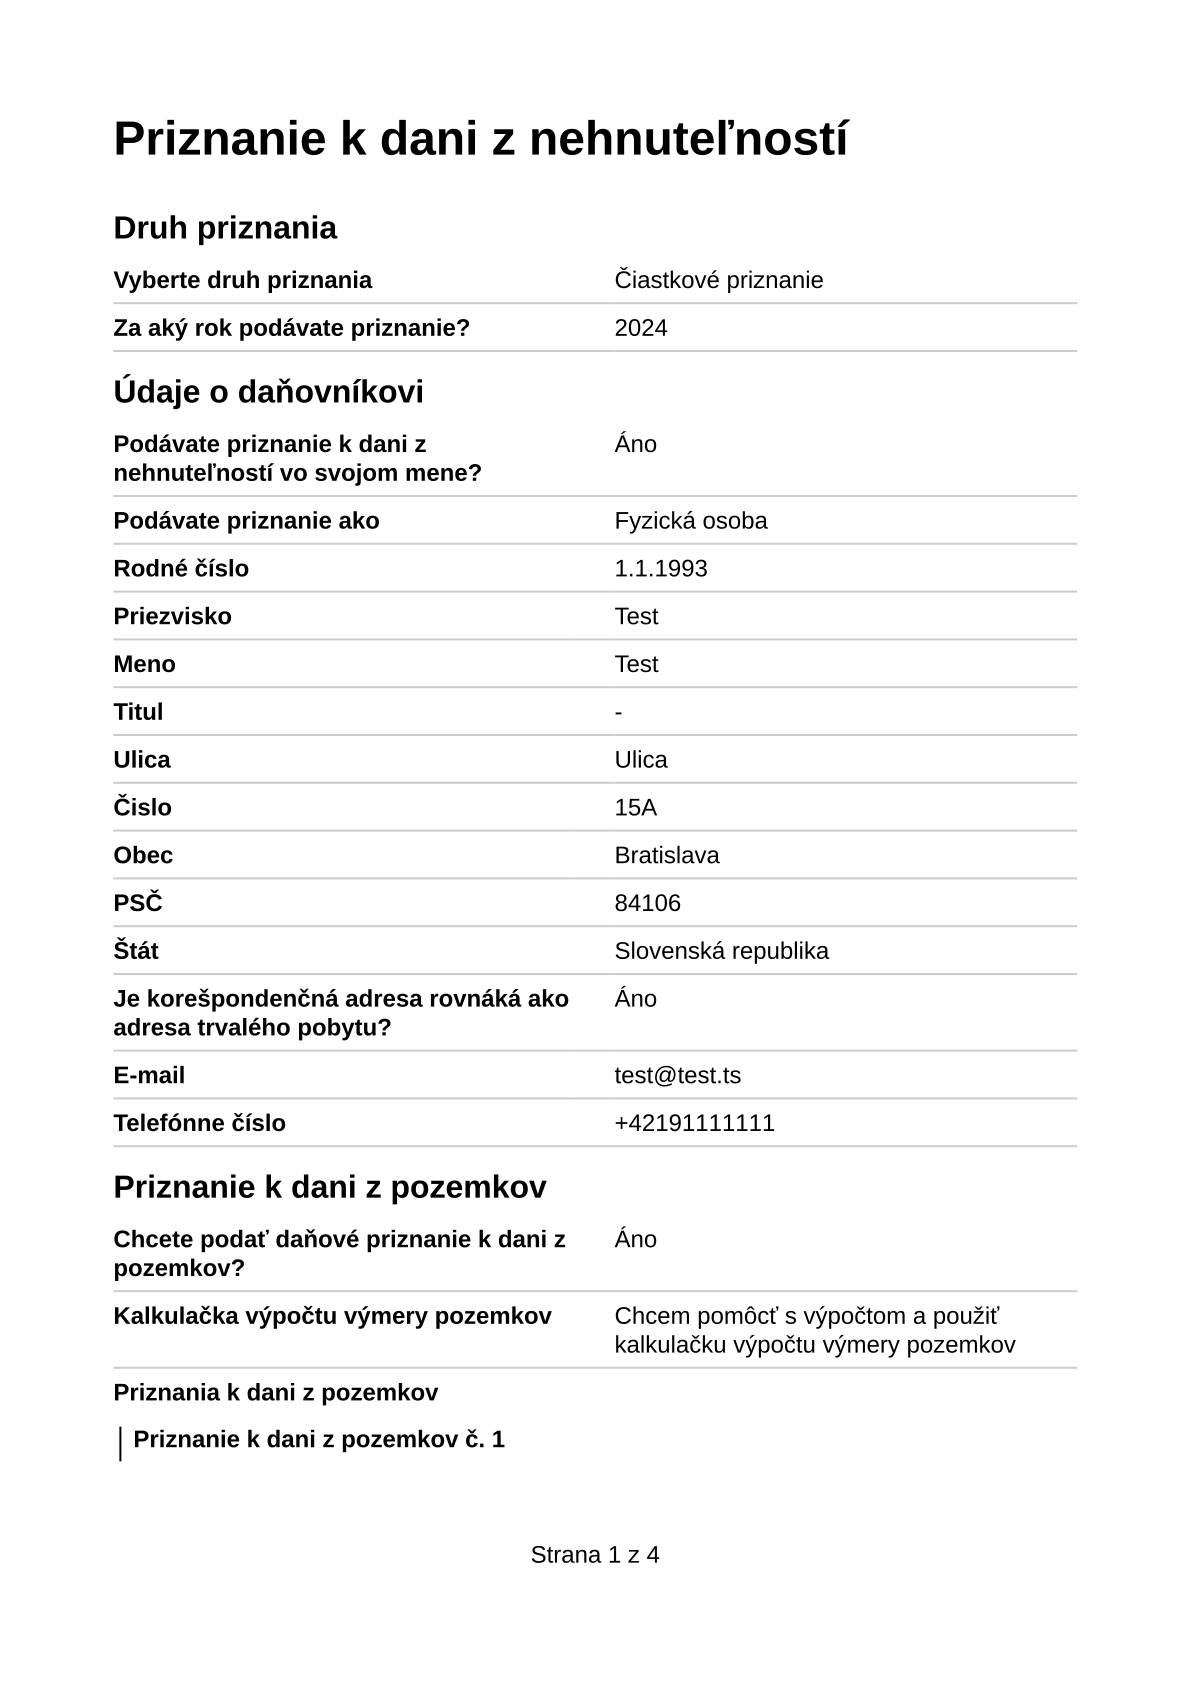 Priznanie k dani z nehnuteľností
Druh priznania
Vyberte druh priznania Čiastkové priznanie
Za aký rok podávate priznanie? 2024
Údaje o daňovníkovi
Podávate priznanie k dani z Áno
nehnuteľností vo svojom mene?
Podávate priznanie ako Fyzická osoba
Rodné číslo 1.1.1993
Priezvisko Test
Meno Test
Titul -
Ulica Ulica
Čislo 15A
Obec Bratislava
PSČ 84106
Štát Slovenská republika
Je korešpondenčná adresa rovnáká ako Áno
adresa trvalého pobytu?
E-mail test@test.ts
Telefónne číslo +42191111111
Priznanie k dani z pozemkov
Chcete podať daňové priznanie k dani z Áno
pozemkov?
Kalkulačka výpočtu výmery pozemkov Chcem pomôcť s výpočtom a použiť
kalkulačku výpočtu výmery pozemkov
Priznania k dani z pozemkov
Priznanie k dani z pozemkov č. 1
Strana 1 z 4